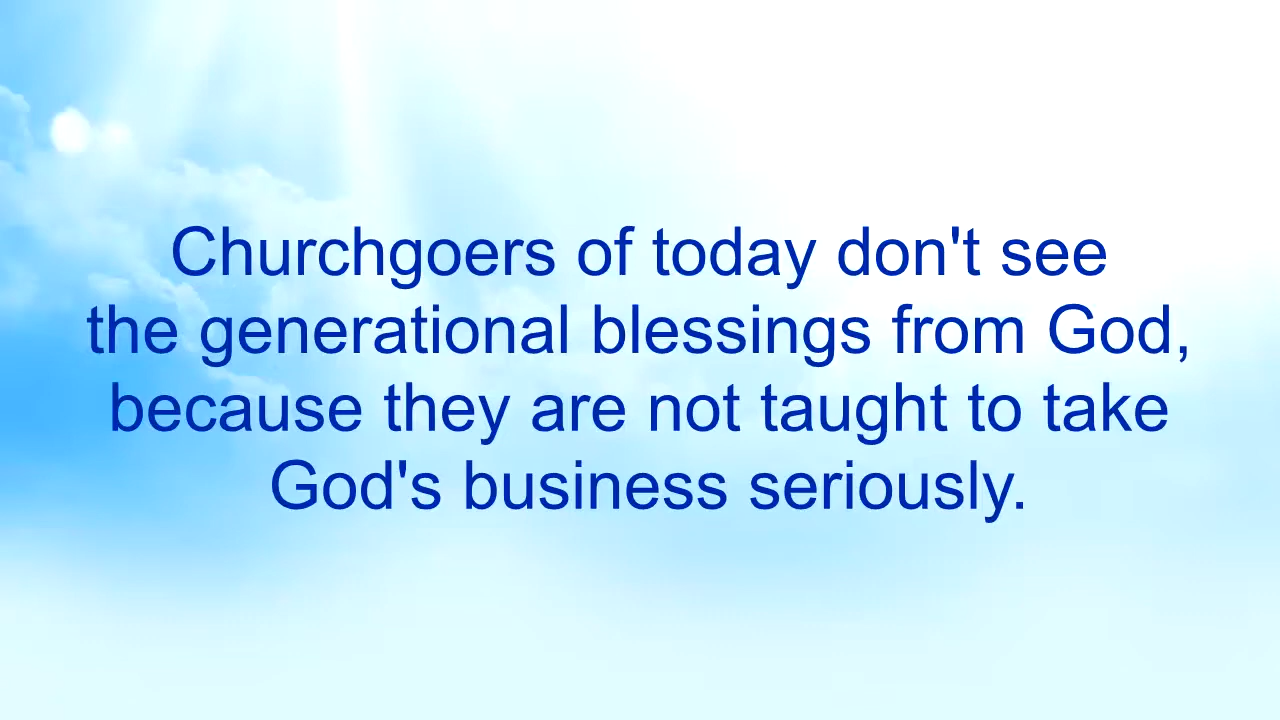 Churchgoers of today don't see
the generational blessings from God,
because they are not taught to take
God's business seriously.